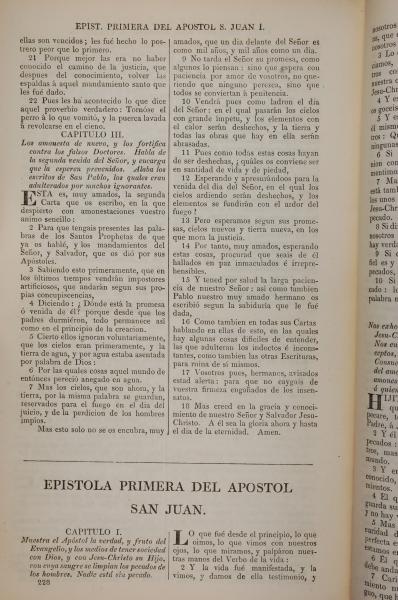 EPIST. PRIMERA DEL APOSTOL S. JUAN I.
ellas son vencidos; les fué hecho lo pos-
trero peor que lo primero.
21 Porque mejor les era no haber
conocido el camino de la justicia, que
despues del conocimiento, volver las
espaldas à aquel mandamiento santo que
les fué dado.
22 Pues les ha acontecido lo que dice
aquel proverbio verdadero: Tornóse el
perro á lo que vomitó, y la puerca lavada
á revolcarse en el cieno.
CAPITULO III.
Los amonesta de nuevo, y los fortifica
contra los falsos Doctores. Habla de
la segunda venida del Señor, y encarga
que la esperen prevenidos. Alaba los
escritos de San Pablo, los quales eran
adulterados por muchos ignorantes.
ESTA es, muy amados, la segunda
Carta que os escribo, en la que
despierto con amonestaciones vuestro
animo sencillo:
2 Para que tengais presentes las pala-
bras de los Santos Prophetas de que
ya os hablé, y los mandamientos del
Señor y Salvador, que os dió por sus
Apóstoles.
3 Sabiendo esto primeramente, que en
los últimos tiempos vendrán impostores
artificiosos, que andarán segun sus pro-
pias concupiscencias,
4 Diciendo: ¿Dónde está la promesa
ó venida de él? porque desde que los
padres durmiéron, todo permanece así
como en el principio de la creacion.
5 Cierto ellos ignoran voluntariamente,
que los cielos eran primeramente, y la
tierra de agua, y por agua estaba asentada
por palabra de Dios:
6 Por las quales cosas aquel mundo de
entónces pereció anegado en agua.
7 Mas los cielos, que son ahora, y la
tierra, por la misma palabra se guardan,
reservados para el fuego en el dia del
juicio, y de la perdicion de los hombres
impíos.
Mas esto solo no se os encubra, muy
amados, que un dia delante del Señor es
como mil años, y mil años como un dia.
9 No tarda el Señor su promesa, como
algunos lo piensan: sino que espera con
paciencia por amor de vosotros, no que-
riendo que ninguno perezca, sino que
todos se conviertan á penitencia.
10 Vendrá pues como ladron el dia
del Señor: en el qual pasarán los cielos
con grande ímpetu, y los elementos con
el calor serán deshechos, y la tierra y
todas las obras que hay en ella serán
abrasadas.
11 Pues como todas estas cosas hayan
de ser deshechas, ¿quáles os conviene ser
en santidad de vida y de piedad,
12 Esperando y apresurándoos para la
venida del dia del Señor, en el qual los
cielos ardiendo serán deshechos, y los
elementos se fundirán con el ardor del
fuego?
13 Pero esperamos segun sus prome-
sas, cielos nuevos y tierra nueva, en los
que mora la justicia.
14 Por tanto, muy amados, esperando
estas cosas, procurad que seais de él
hallados en paz inmaculados é irrepre-
hensibles.
15 Y tened por salud la larga pacien-
cia de nuestro Señor: así como tambien
Pablo nuestro muy amado hermano os
escribió segun la sabiduría que le fué
dada,
16 Como tambien en todas sus Cartas
hablando en ellas de esto, en las quales
hay algunas cosas difíciles de entender,
las que adulteran los indoctos é incons-
tantes, como tambien las otras Escrituras,
para ruina de sí mismos.
17 Vosotros pues, hermanos, avisados
estad alerta: para que no caygais de
vuestra firmeza engañados de los insen-
satos.
18 Mas creced en la gracia y conoci-
miento de nuestro Señor y Salvador Jesu-
Christo. A él sea la gloria ahora y hasta
el dia de la eternidad. Amen.
EPISTOLA PRIMERA DEL APOSTOL
SAN JUAN.
CAPITULO I.
Muestra el Apóstol la verdad, y fruto del
Evangelio, y los medios de tener sociedad
con Dios, y con Jesu-Christo su Hijo,
con cuya sangre se limpian los pecados de
los hombres. Nadie está sin pecado.
228
LO que fué desde el principio, lo que
oimos, lo que vimos con nuestros
ojos, lo que miramos, y palpáron nues-
tras manos del Verbo de la vida:
2 Y la vida fué manifestada, y la
vimos, y damos de ella testimonio, y